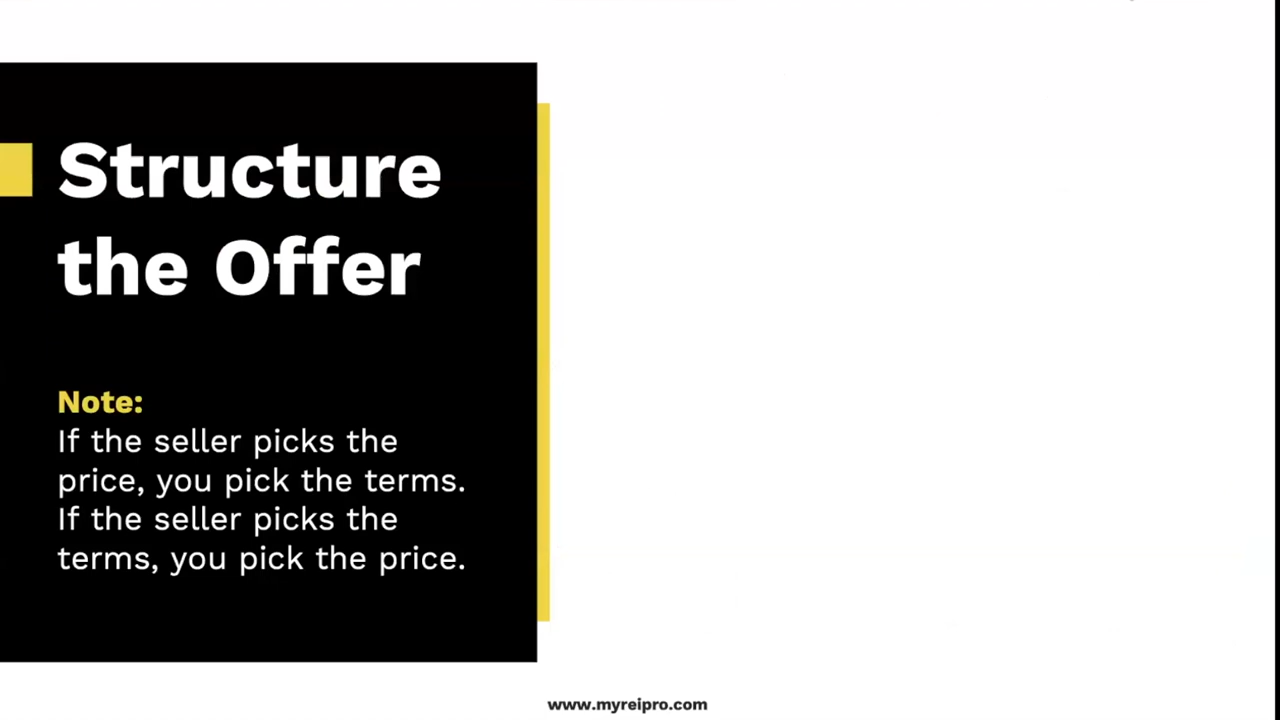 Structure
the Offer
Note:
If the seller picks the
price, you pick the terms.
If the seller picks the
terms, you pick the price.
www.myreipro.com